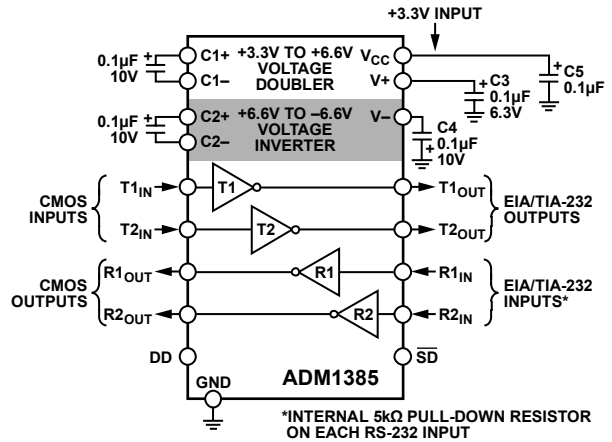 +3.3V INPUT
0.1µF
10V
+
C1+
C1–
+3.3V TO +6.6V
VOLTAGE
DOUBLER
VCC
V+
+
C3
0.1µF
6.3V
+
C5
0.1µF
0.1µF
10V
+
C2+
C2–
+6.6V TO –6.6V
VOLTAGE
INVERTER
V–
C4
0.1µF
10V
+
CMOS
INPUTS
T1IN
T1
T1OUT
T2IN
T2
T2OUT
EIA/TIA-232
OUTPUTS
CMOS
OUTPUTS
R1OUT
R1
R1IN
R2OUT
R2
R2IN
EIA/TIA-232
INPUTS*
DD
SD
GND
ADM1385
*INTERNAL 5kΩ PULL-DOWN RESISTOR
ON EACH RS-232 INPUT